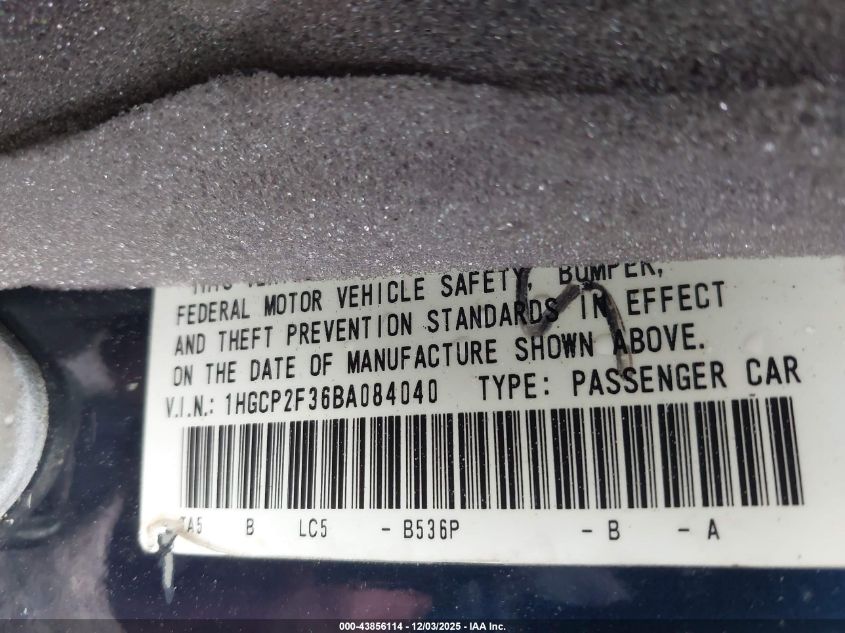 BUMPER,
FEDERAL MOTOR VEHICLE SAFETY,
AND THEFT PREVENTION STANDARDS IN EFFECT
ON THE DATE OF MANUFACTURE SHOWN ABOVE.
V.I.N.: 1HGCP2F36BA084040 TYPE: PASSENGER CAR
TA5 B LC5 - B536P - B - A
000-43856114 - 12/03/2025 - IAA Inc.